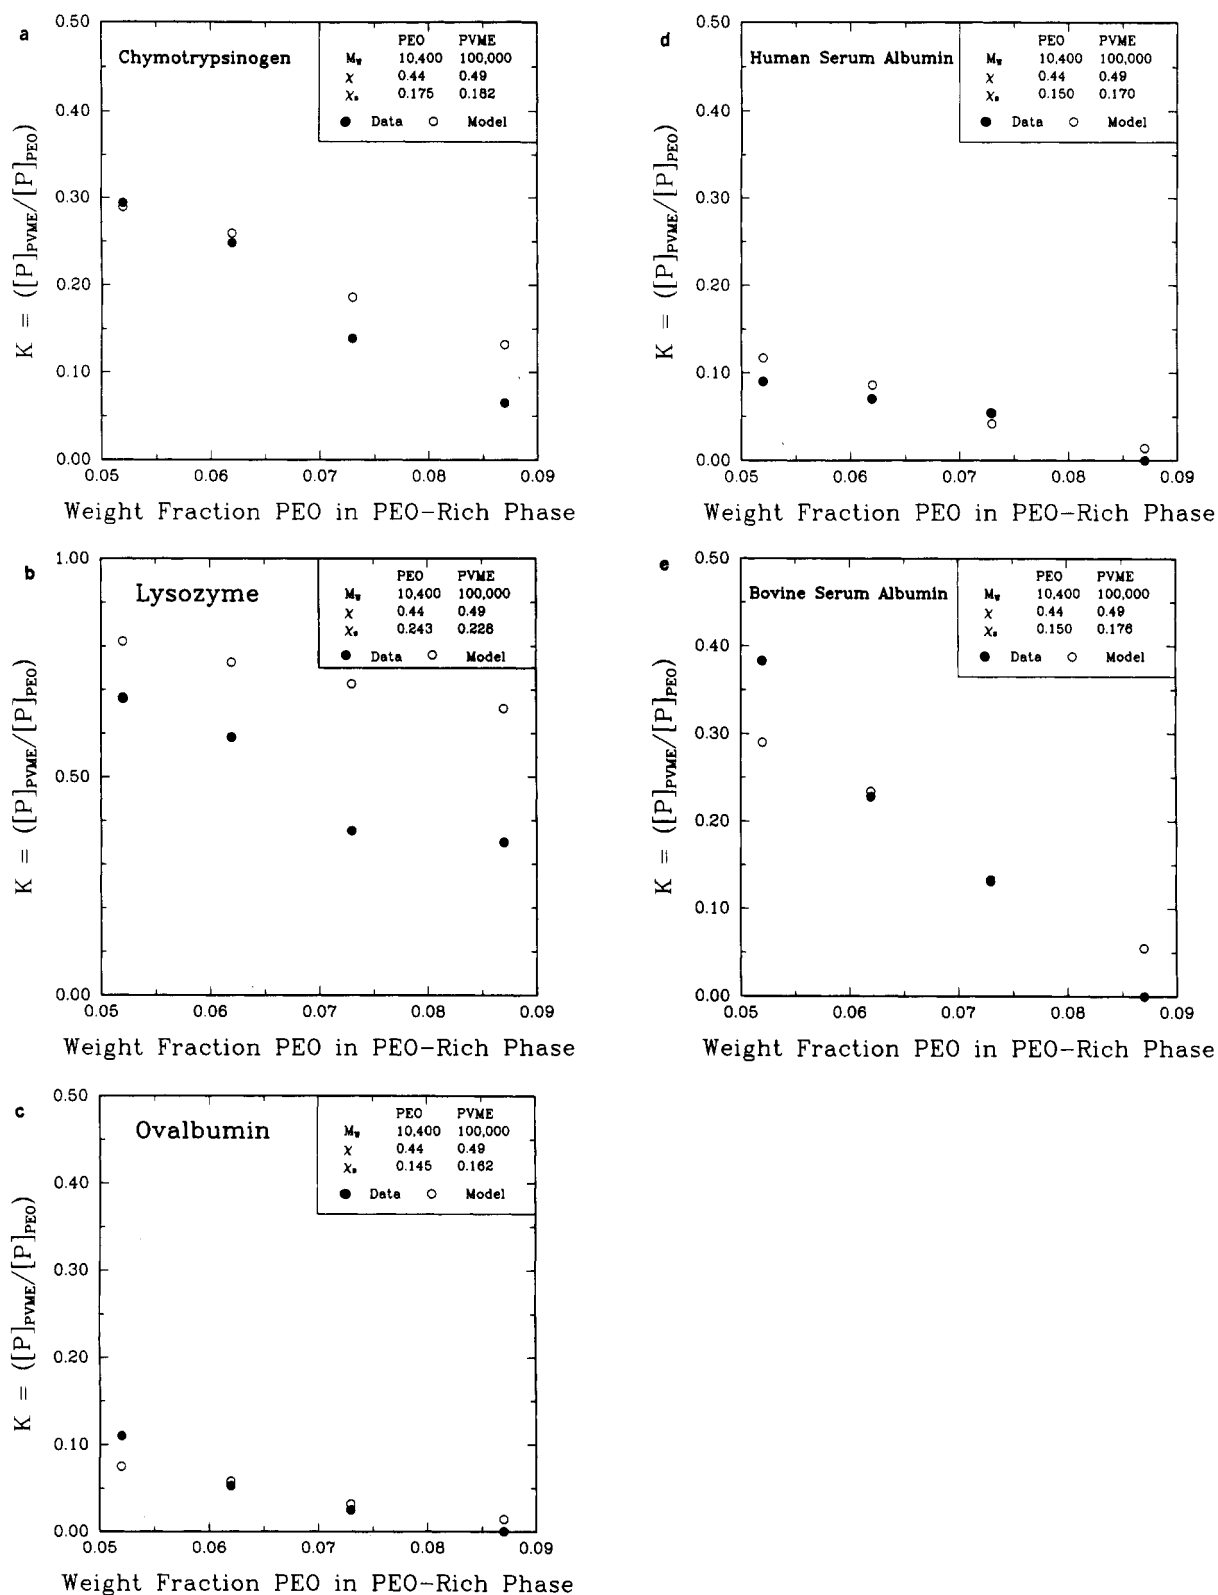 a
Chymotrypsinogen
PEO PVME
Mw 10,400 100,000
χ 0.44 0.49
χs 0.175 0.182
● Data ○ Model
0.50
0.40
0.30
0.20
0.10
0.00
K = ([P]PVME/[P]PEO)
0.05 0.06 0.07 0.08 0.09
Weight Fraction PEO in PEO-Rich Phase
b
Lysozyme
PEO PVME
Mw 10,400 100,000
χ 0.44 0.49
χs 0.243 0.228
● Data ○ Model
1.00
0.50
0.00
K = ([P]PVME/[P]PEO)
0.05 0.06 0.07 0.08 0.09
Weight Fraction PEO in PEO-Rich Phase
c
Ovalbumin
PEO PVME
Mw 10,400 100,000
χ 0.44 0.49
χs 0.145 0.162
● Data ○ Model
0.50
0.40
0.30
0.20
0.10
0.00
K = ([P]PVME/[P]PEO)
0.05 0.06 0.07 0.08 0.09
Weight Fraction PEO in PEO-Rich Phase
d
Human Serum Albumin
PEO PVME
Mw 10,400 100,000
χ 0.44 0.49
χs 0.150 0.170
● Data ○ Model
0.50
0.40
0.30
0.20
0.10
0.00
K = ([P]PVME/[P]PEO)
0.05 0.06 0.07 0.08 0.09
Weight Fraction PEO in PEO-Rich Phase
e
Bovine Serum Albumin
PEO PVME
Mw 10,400 100,000
χ 0.44 0.49
χs 0.150 0.176
● Data ○ Model
0.50
0.40
0.30
0.20
0.10
0.00
K = ([P]PVME/[P]PEO)
0.05 0.06 0.07 0.08 0.09
Weight Fraction PEO in PEO-Rich Phase